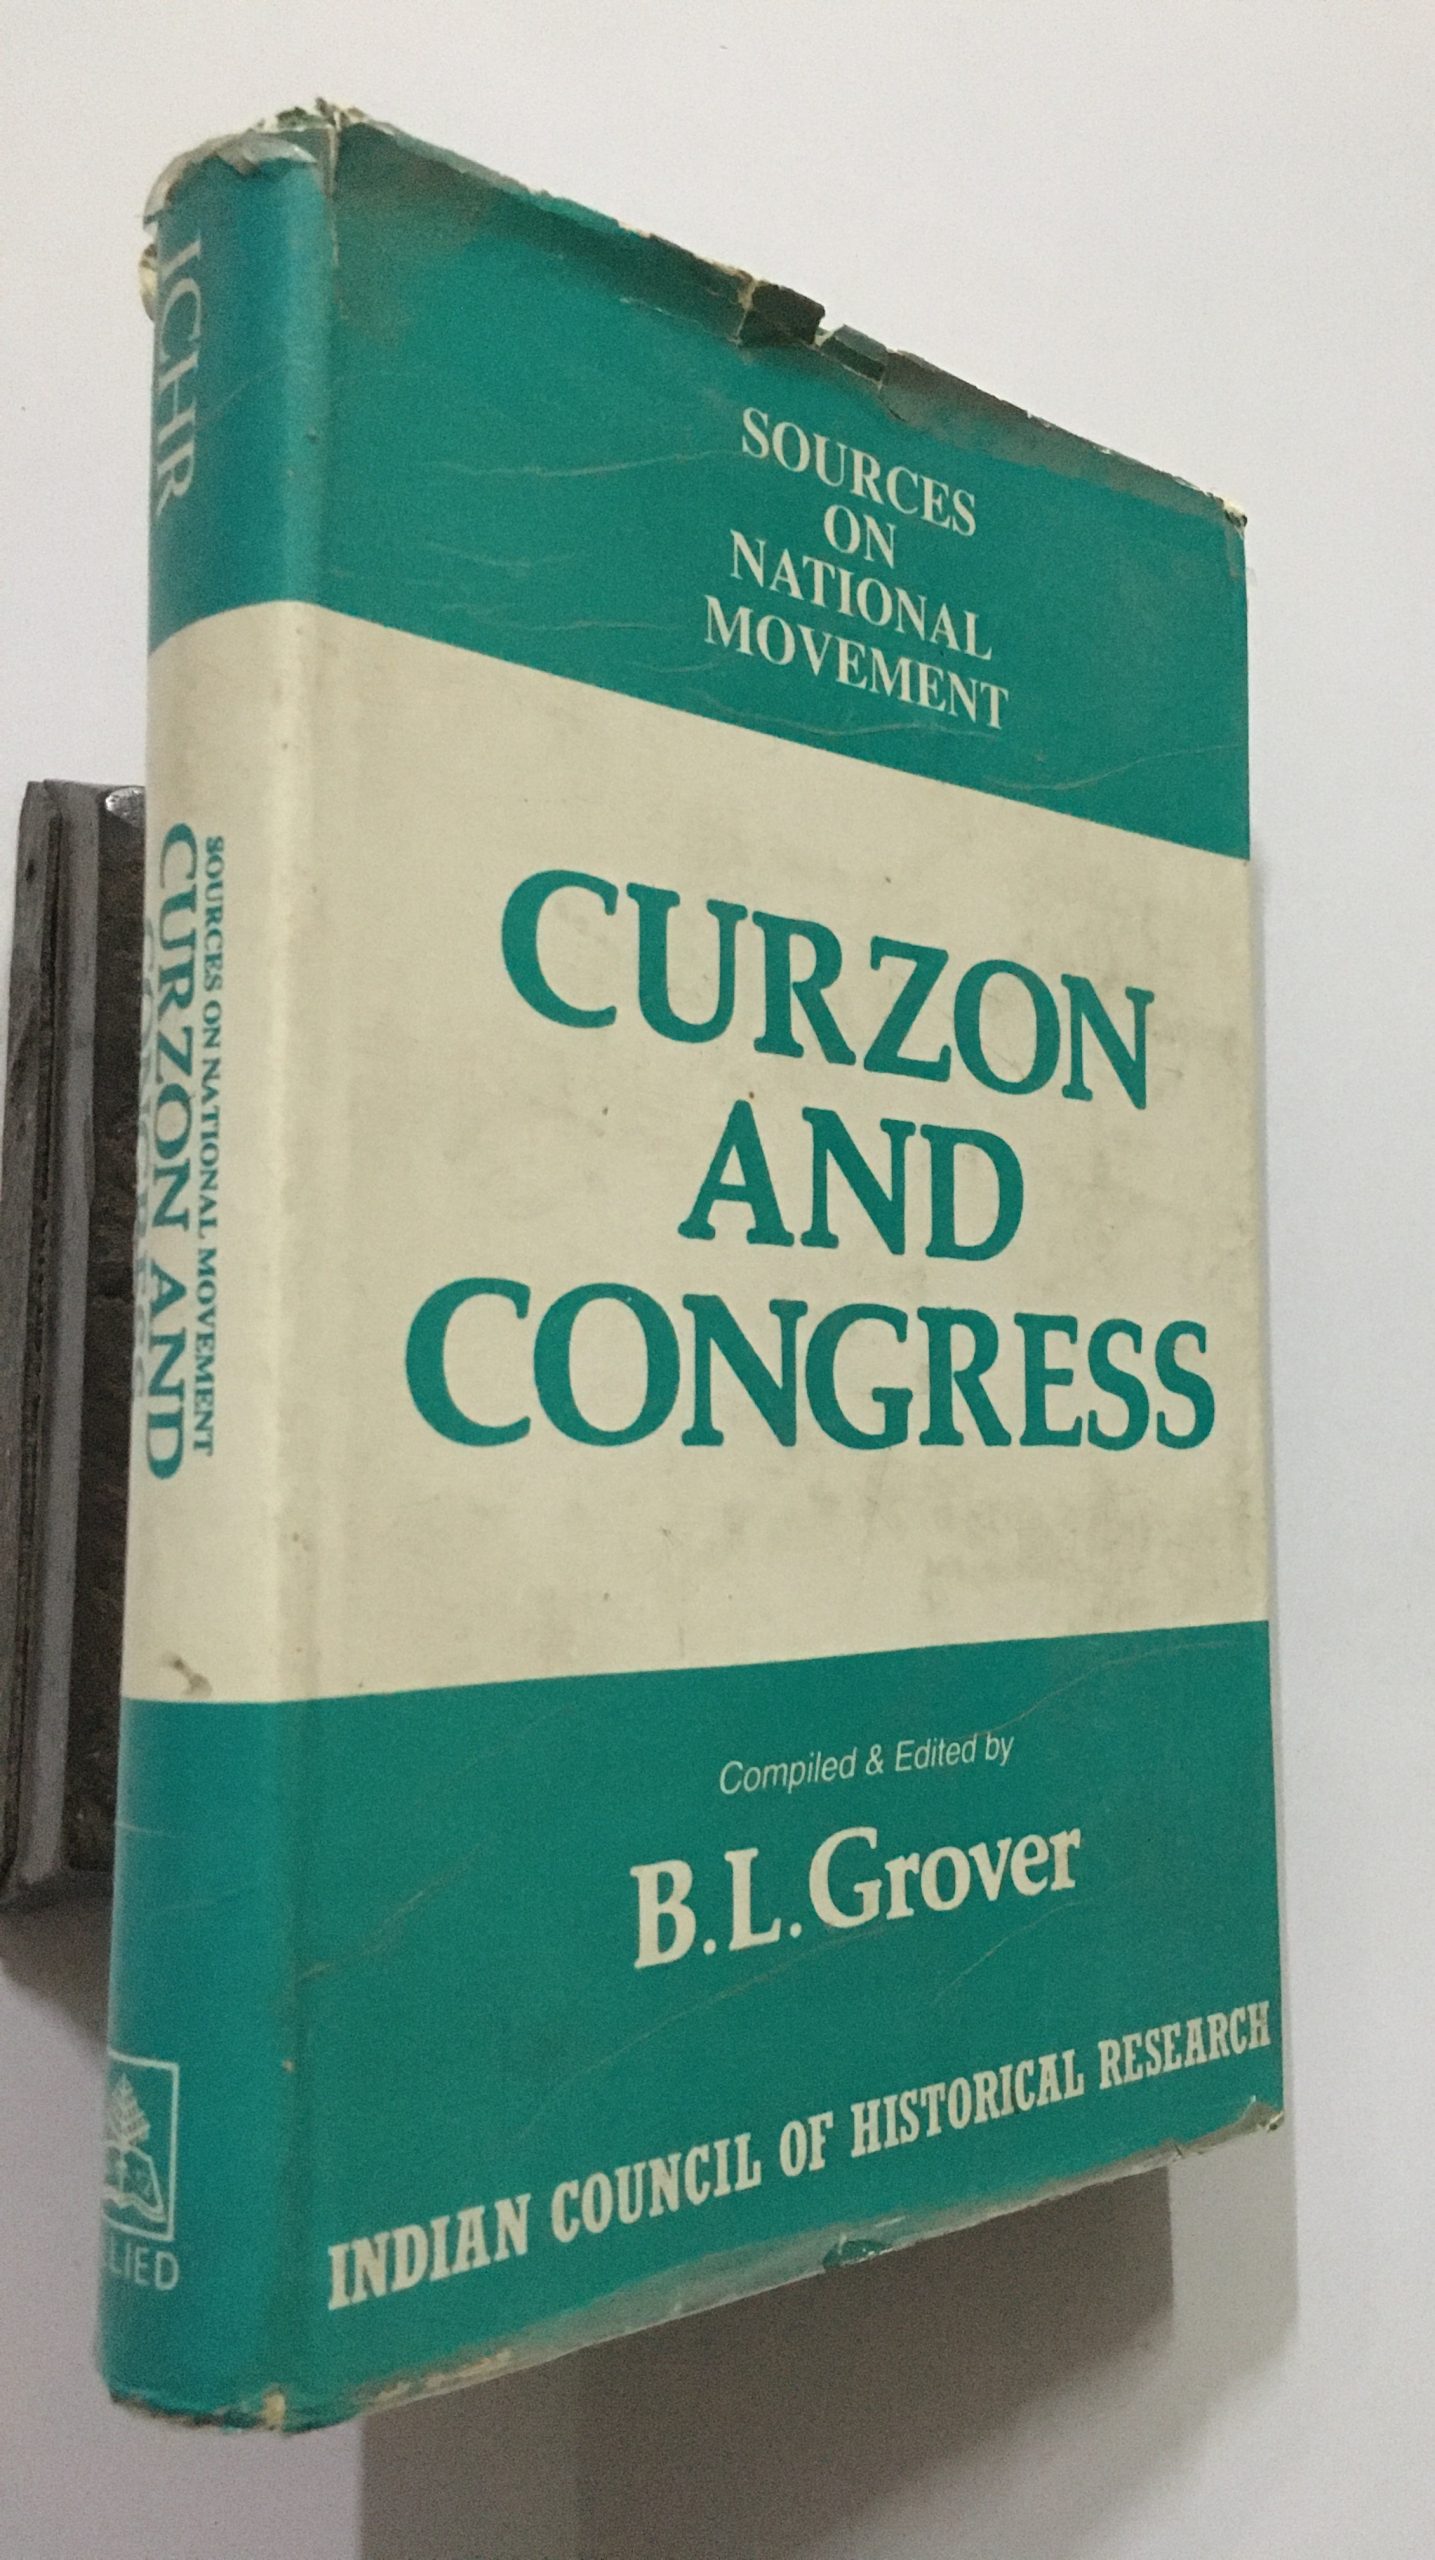 SOURCES
ON
NATIONAL
MOVEMENT
CURZON
AND
CONGRESS
Compiled & Edited by
B.L. Grover
INDIAN COUNCIL OF HISTORICAL RESEARCH
ICHR
SOURCES ON NATIONAL MOVEMENT
CURZON AND
CONGRESS